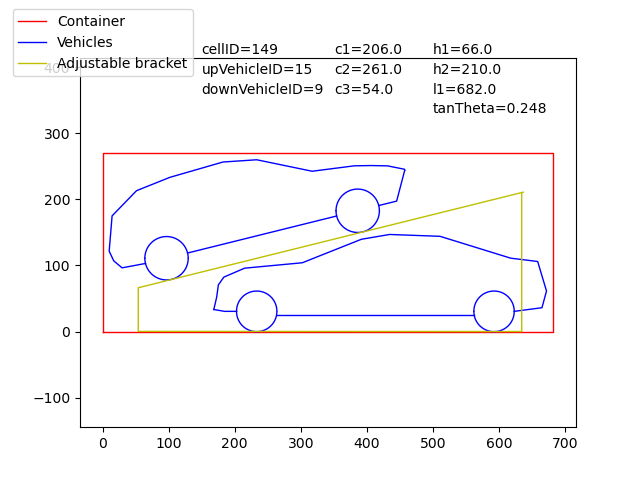 Container
Vehicles
Adjustable bracket
cellID=149 c1=206.0 h1=66.0
upVehicleID=15 c2=261.0 h2=210.0
downVehicleID=9 c3=54.0 l1=682.0
tanTheta=0.248
400
300
200
100
0
−100
0 100 200 300 400 500 600 700